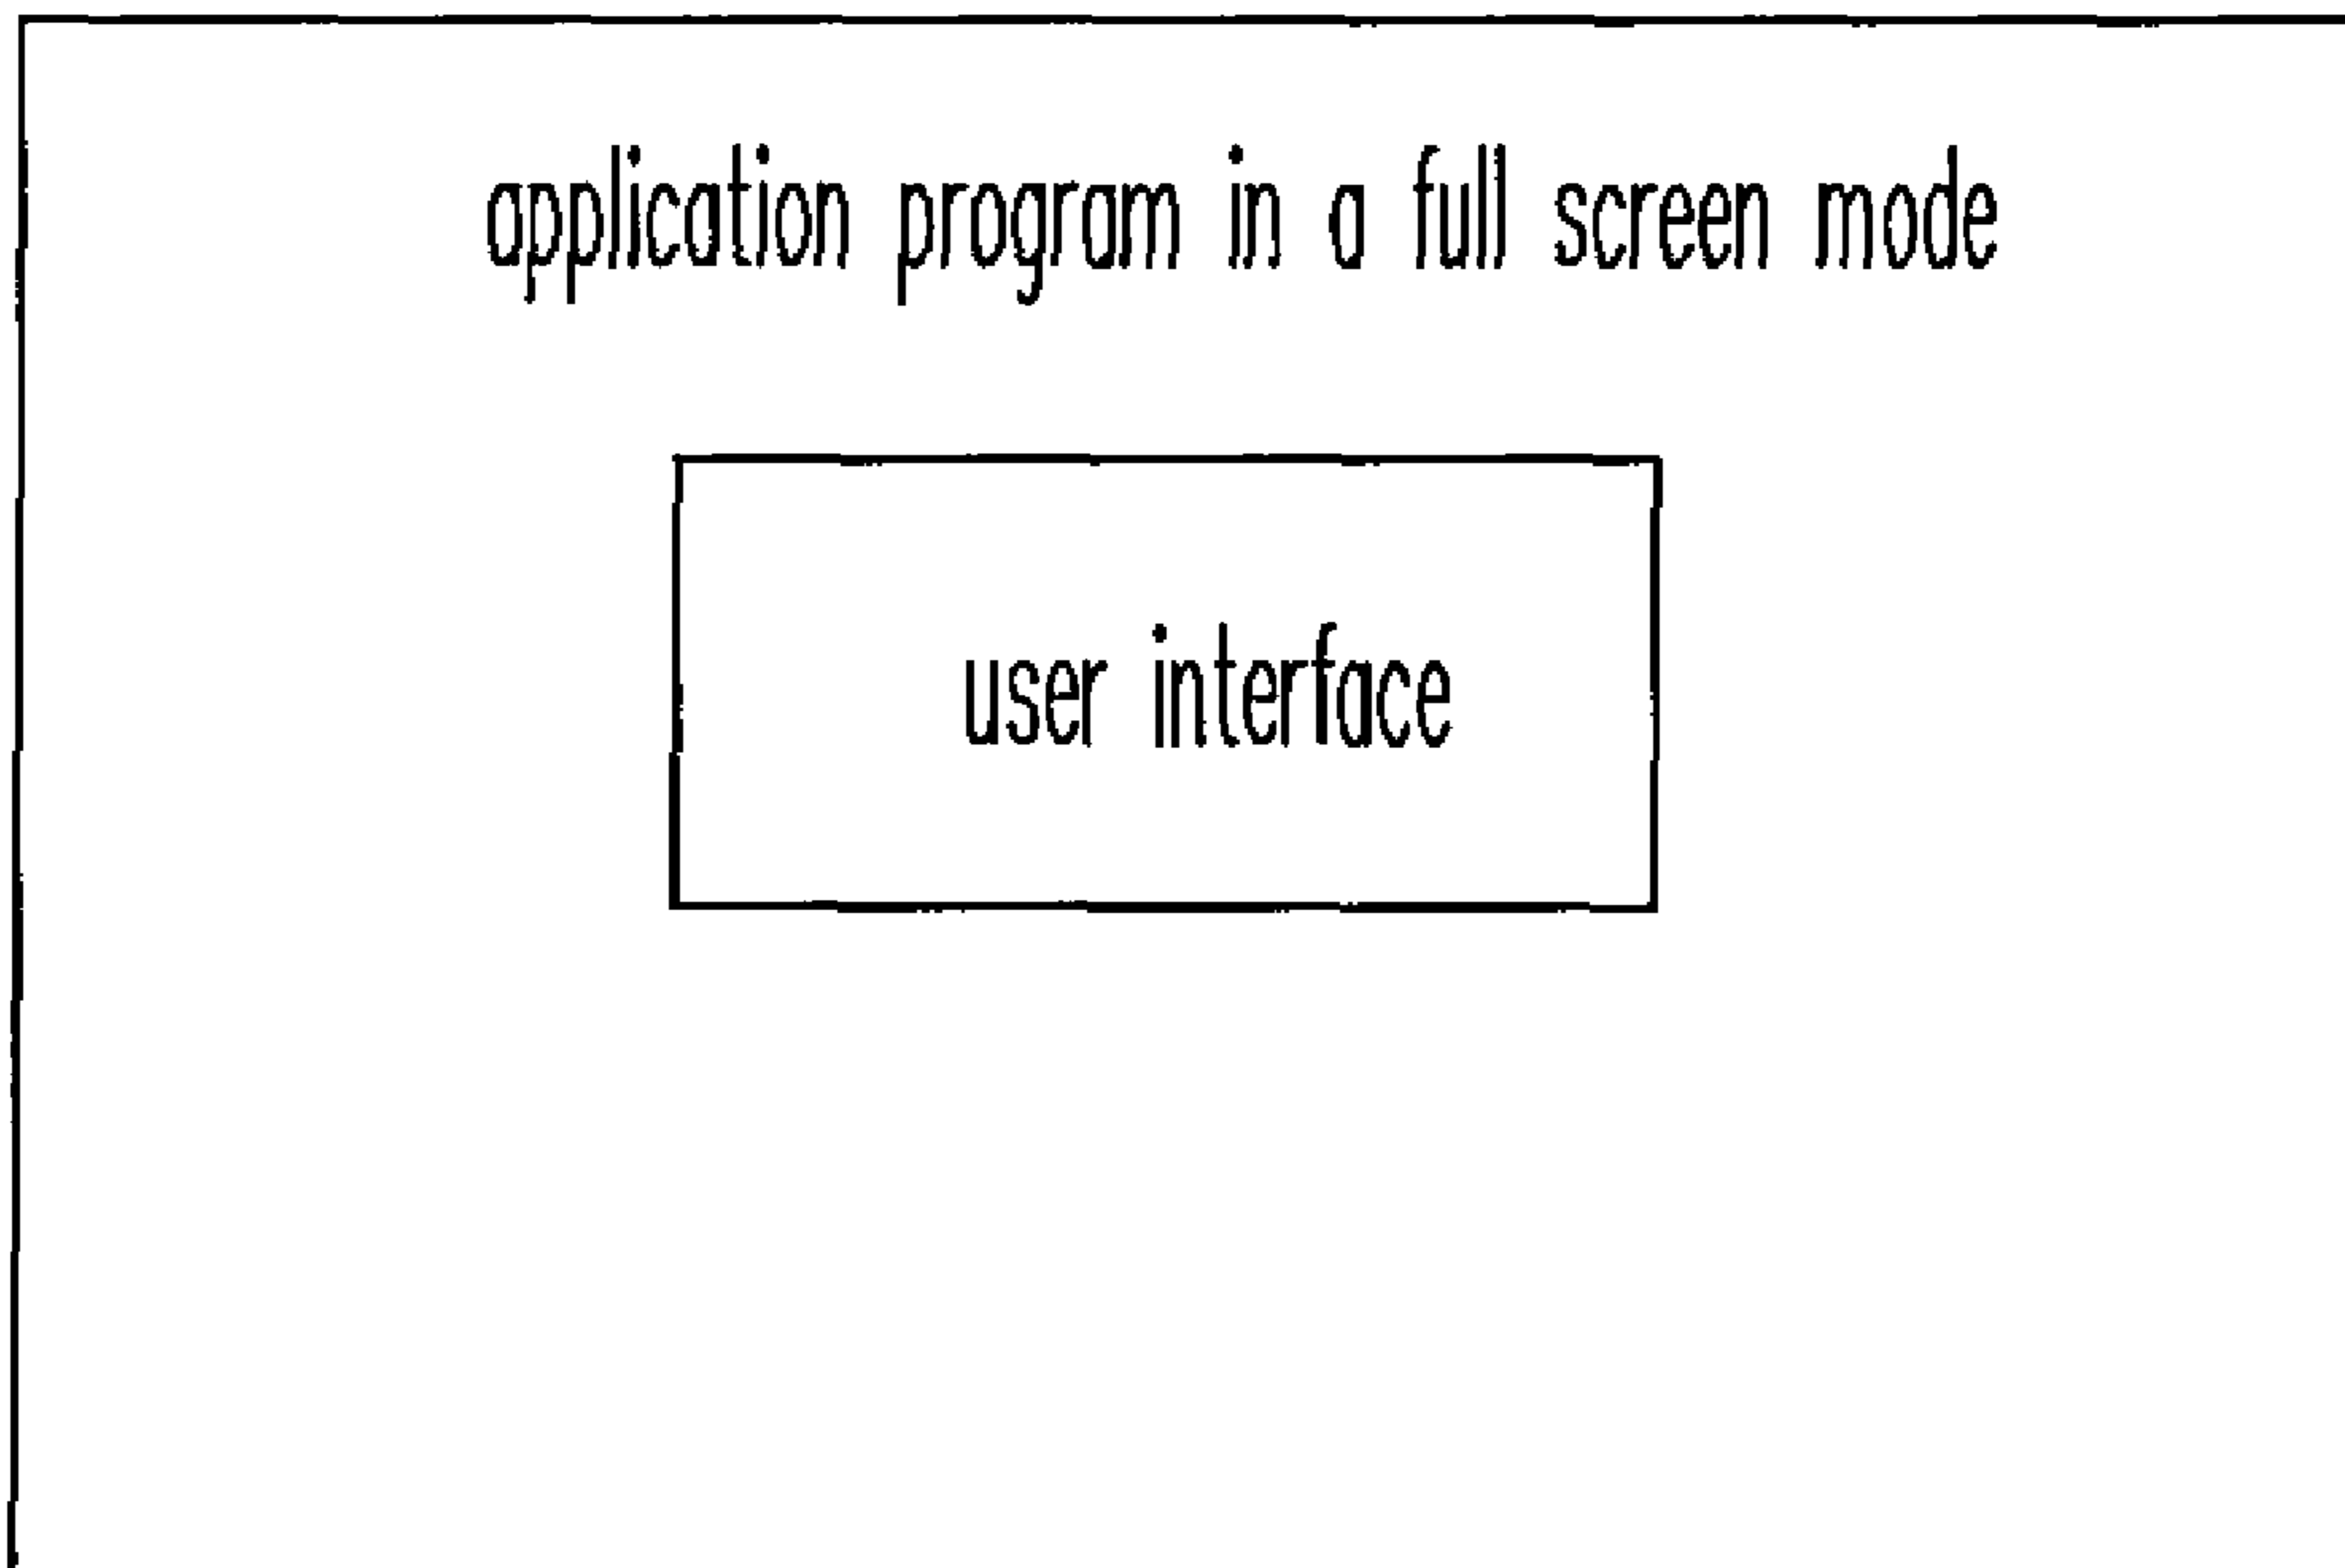 application program in a full screen mode
user interface